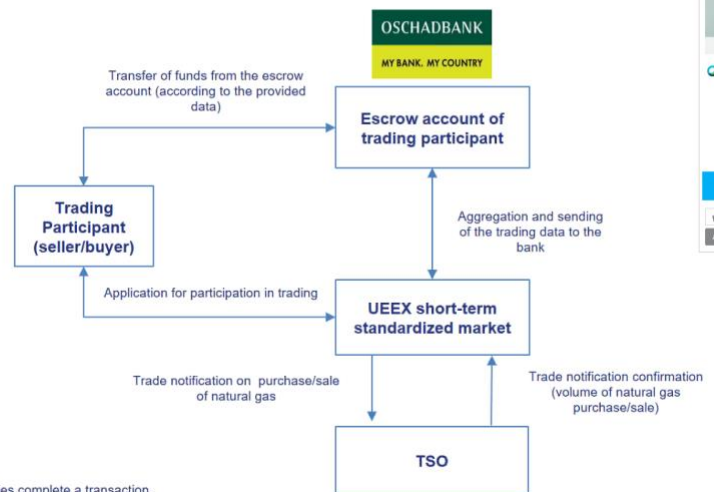 OSCHADBANK
MY BANK. MY COUNTRY
Transfer of funds from the escrow
account (according to the provided
data)
Escrow account of
trading participant
Trading
Participant
(seller/buyer)
Aggregation and sending
of the trading data to the
bank
Application for participation in trading
UEEX short-term
standardized market
Trade notification on purchase/sale
of natural gas
Trade notification confirmation
(volume of natural gas
purchase/sale)
TSO
complete a transaction